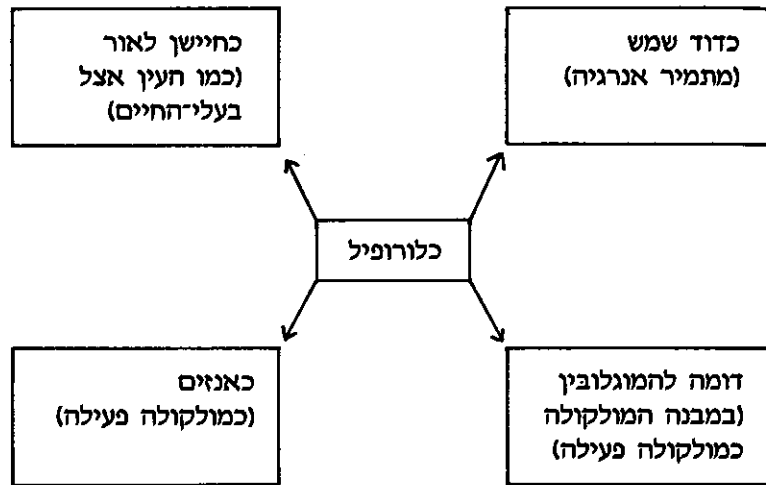 כדוד שמש
(מתמיר אנרגיה)
כחיישן לאור
(כמו העין אצל
בעלי־החיים)
כלורופיל
דומה להמוגלובין
(במבנה המולקולה
כמולקולה פעילה)
כאנזים
(כמולקולה פעילה)